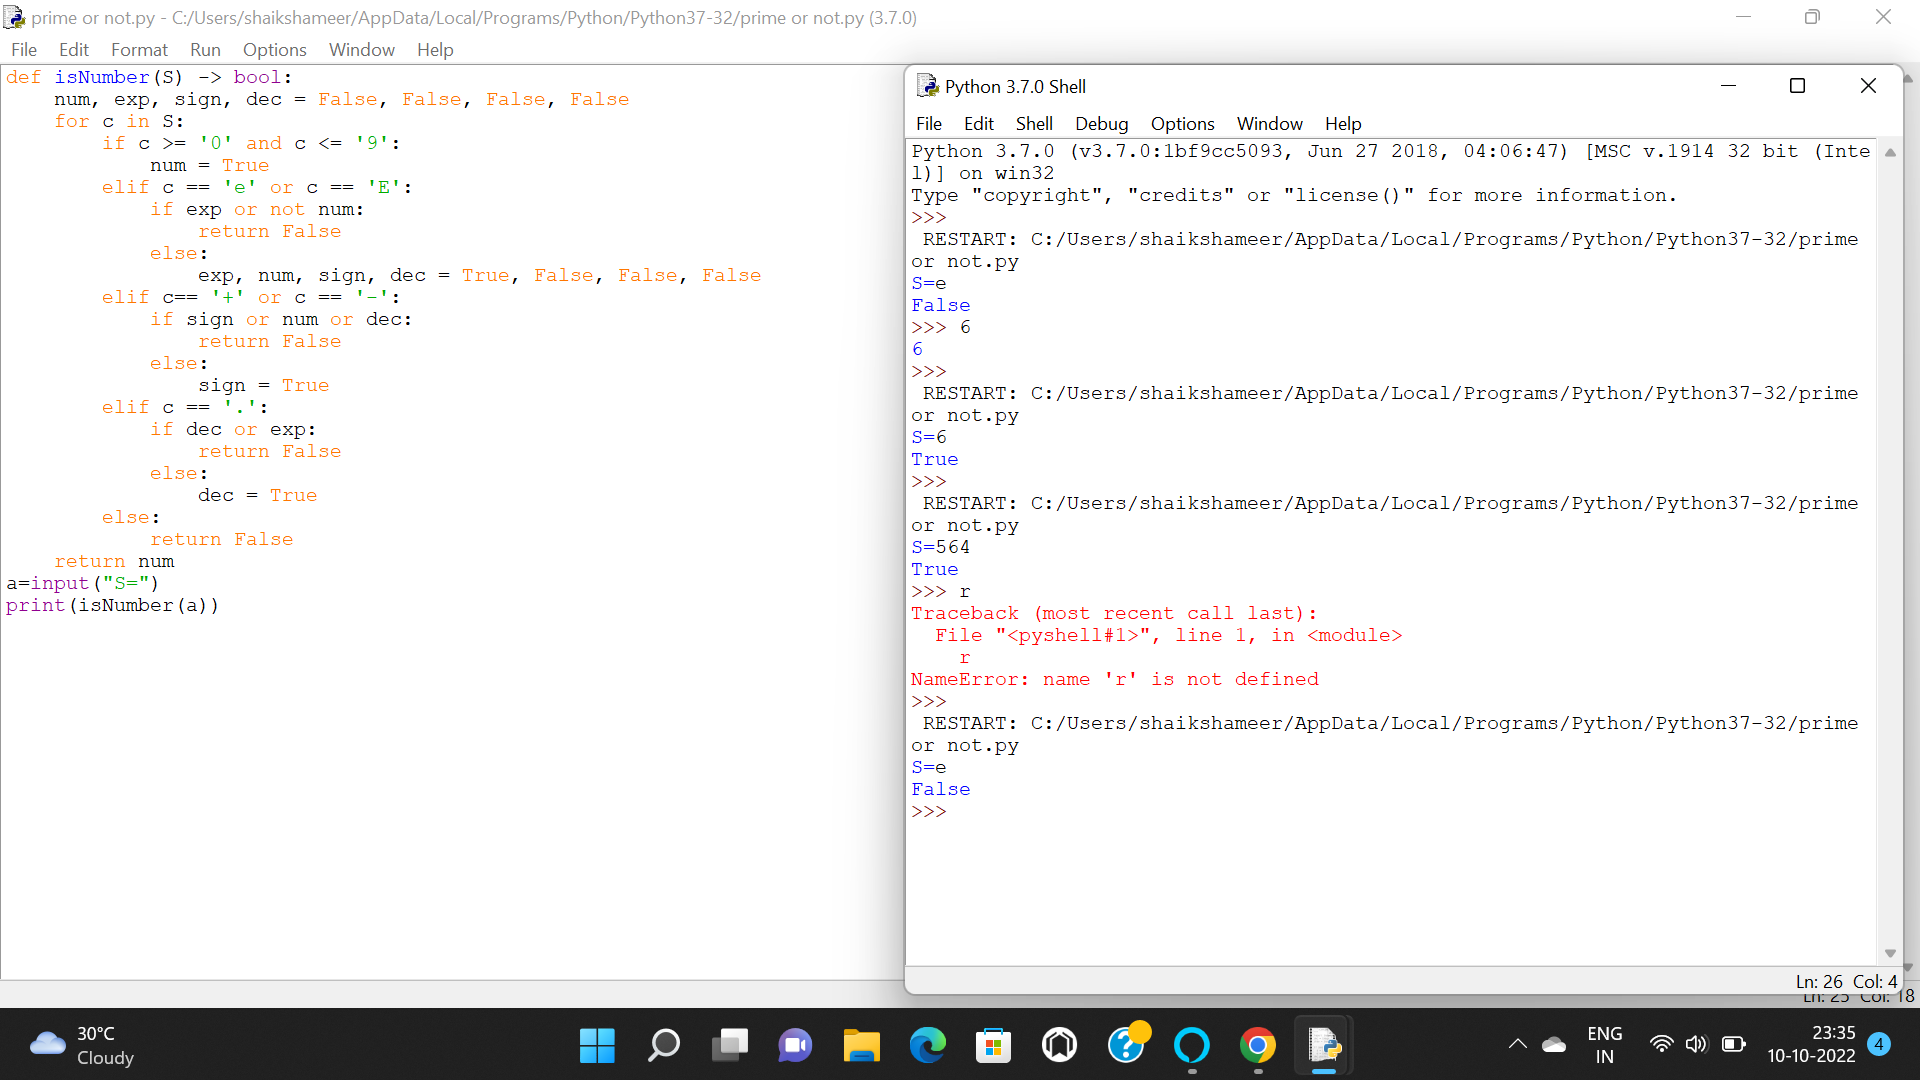 prime or not.py - C:/Users/shaikshameer/AppData/Local/Programs/Python/Python37-32/prime or not.py (3.7.0)
File Edit Format Run Options Window Help
def isNumber(S) -> bool:
    num, exp, sign, dec = False, False, False, False
    for c in S:
        if c >= '0' and c <= '9':
            num = True
        elif c == 'e' or c == 'E':
            if exp or not num:
                return False
            else:
                exp, num, sign, dec = True, False, False, False
        elif c== '+' or c == '-':
            if sign or num or dec:
                return False
            else:
                sign = True
        elif c == '.':
            if dec or exp:
                return False
            else:
                dec = True
        else:
            return False
    return num
a=input("S=")
print(isNumber(a))
Python 3.7.0 Shell
File Edit Shell Debug Options Window Help
Python 3.7.0 (v3.7.0:1bf9cc5093, Jun 27 2018, 04:06:47) [MSC v.1914 32 bit (Inte
l)] on win32
Type "copyright", "credits" or "license()" for more information.
>>>
 RESTART: C:/Users/shaikshameer/AppData/Local/Programs/Python/Python37-32/prime
or not.py
S=e
False
>>> 6
6
>>>
 RESTART: C:/Users/shaikshameer/AppData/Local/Programs/Python/Python37-32/prime
or not.py
S=6
True
>>>
 RESTART: C:/Users/shaikshameer/AppData/Local/Programs/Python/Python37-32/prime
or not.py
S=564
True
>>> r
Traceback (most recent call last):
  File "<pyshell#1>", line 1, in <module>
    r
NameError: name 'r' is not defined
>>>
 RESTART: C:/Users/shaikshameer/AppData/Local/Programs/Python/Python37-32/prime
or not.py
S=e
False
>>>
Ln: 26 Col: 4
Ln: 25 Col: 18
30°C
Cloudy
ENG
IN
23:35
10-10-2022
4